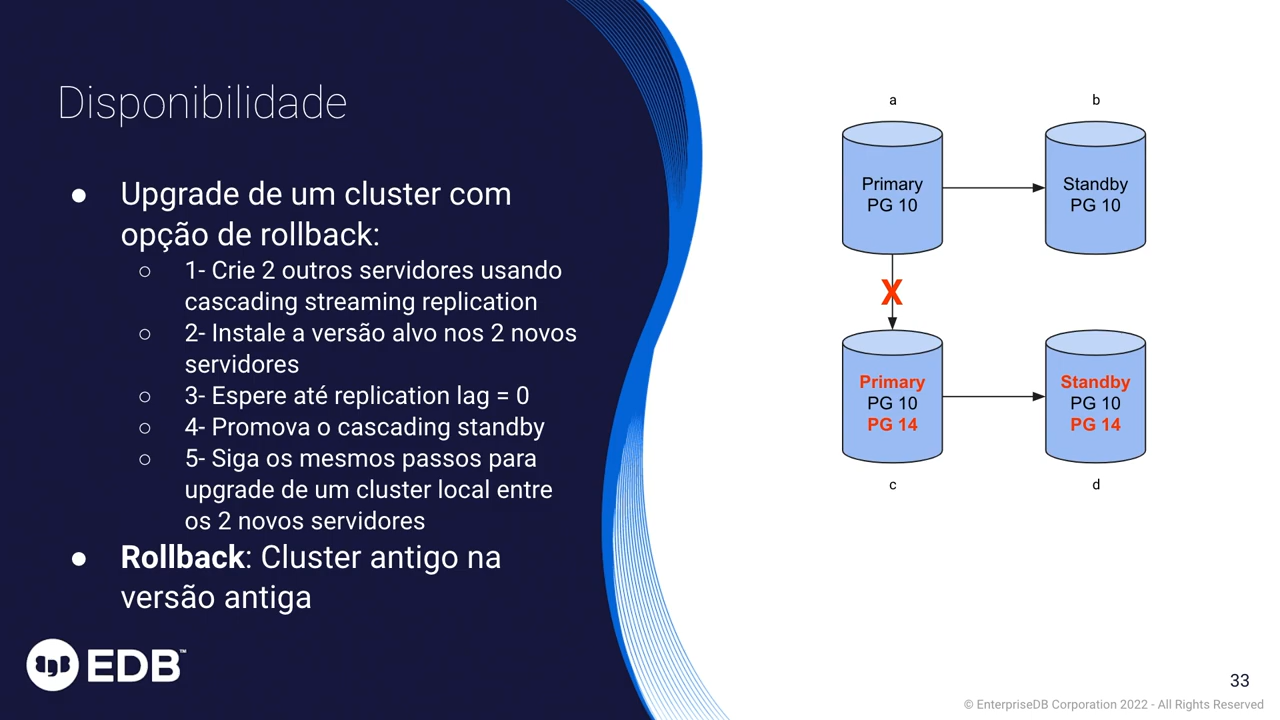 Disponibilidade
● Upgrade de um cluster com
opção de rollback:
○ 1- Crie 2 outros servidores usando
cascading streaming replication
○ 2- Instale a versão alvo nos 2 novos
servidores
○ 3- Espere até replication lag = 0
○ 4- Promova o cascading standby
○ 5- Siga os mesmos passos para
upgrade de um cluster local entre
os 2 novos servidores
● Rollback: Cluster antigo na
versão antiga
EDB™
a
b
Primary
PG 10
Standby
PG 10
X
Primary
PG 10
PG 14
Standby
PG 10
PG 14
c
d
33
© EnterpriseDB Corporation 2022 - All Rights Reserved